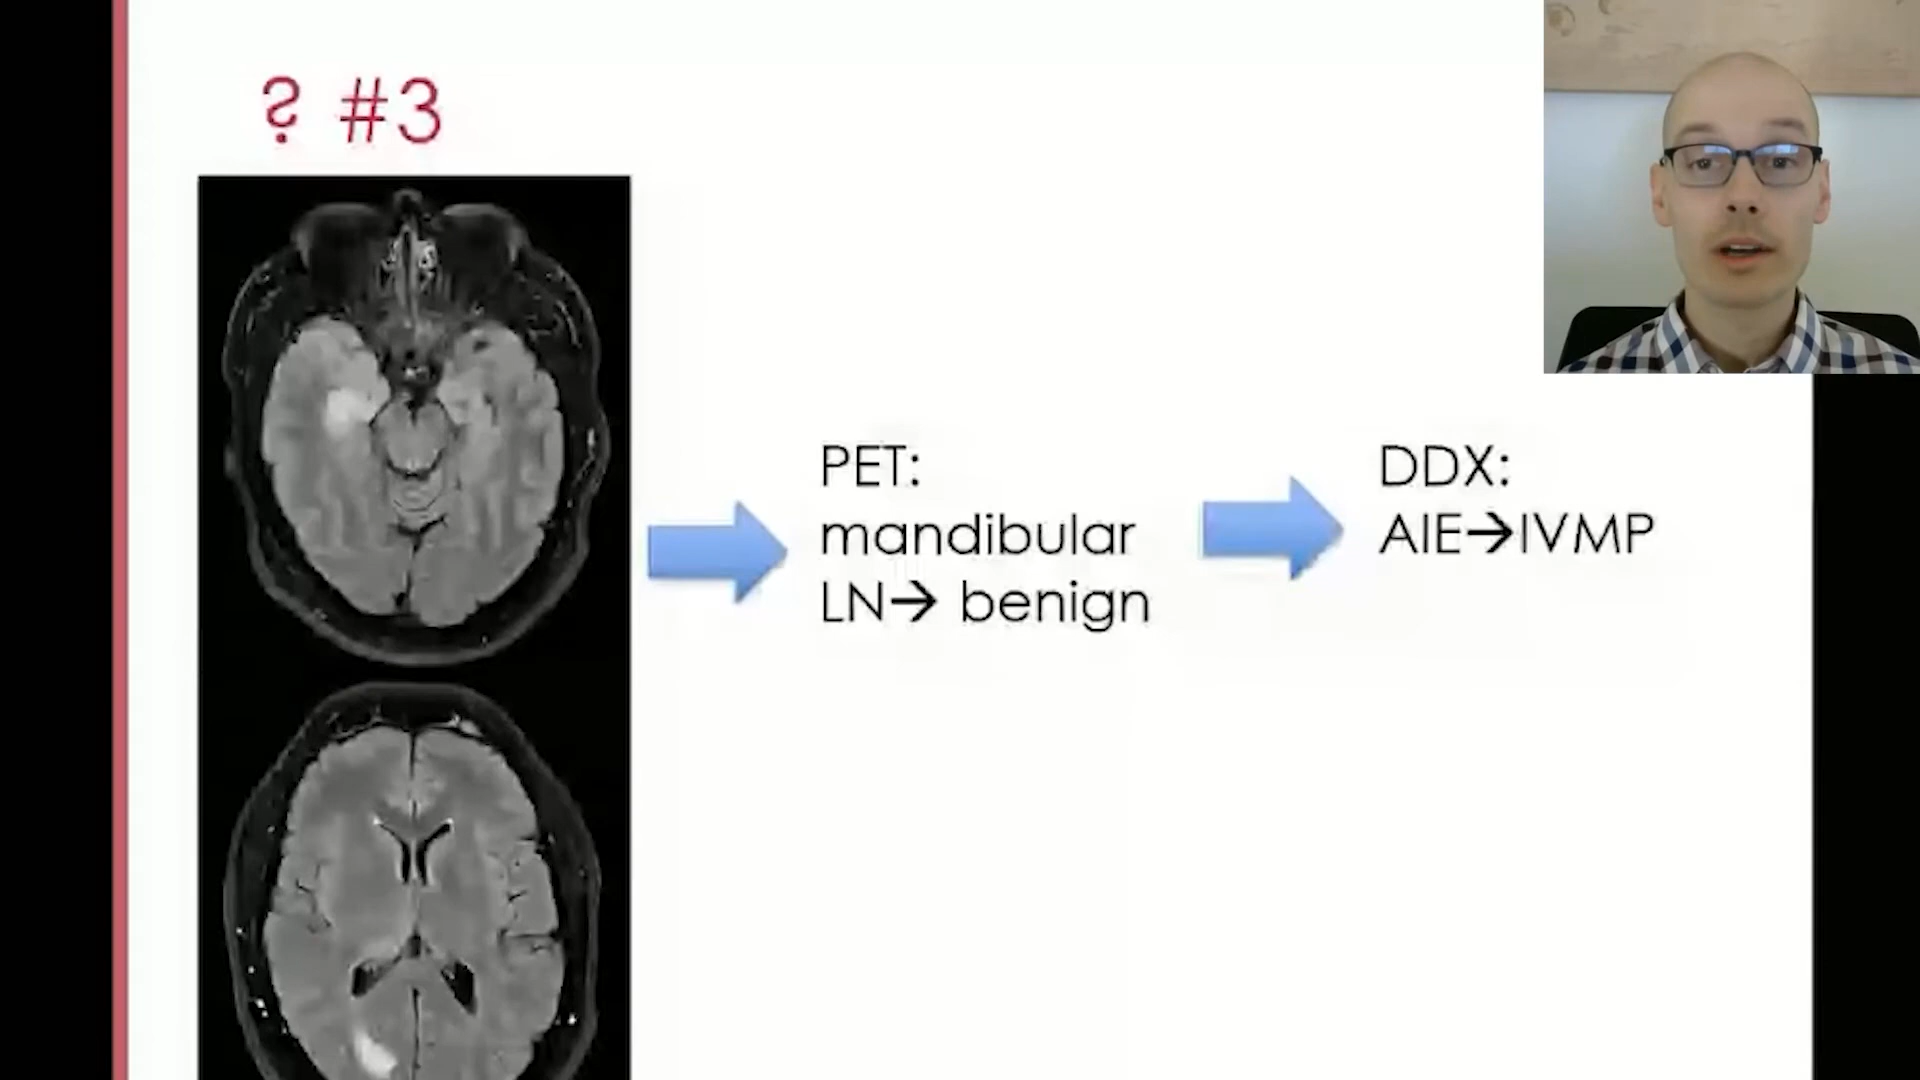 ? #3
PET:
mandibular
LN→ benign
DDX:
AIE→IVMP